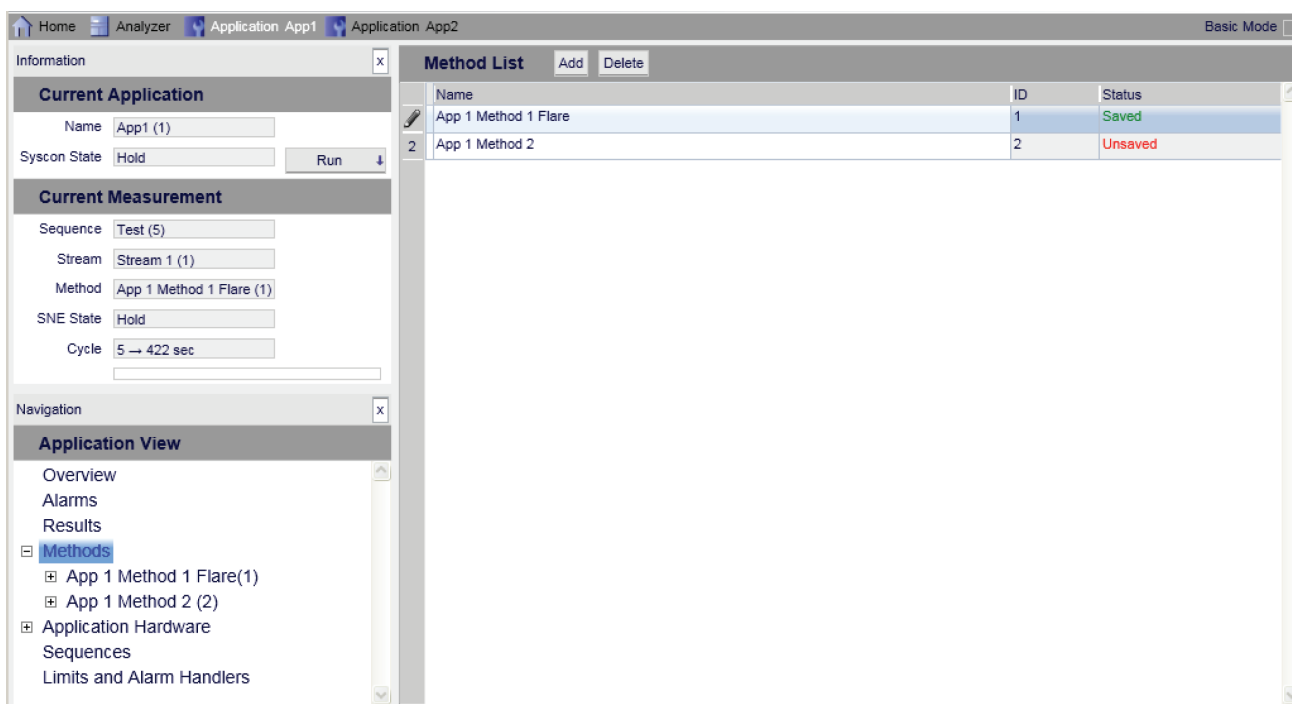 Home Analyzer Application App1 Application App2 Basic Mode
Information x
Current Application
Name App1 (1)
Syscon State Hold Run ↓
Current Measurement
Sequence Test (5)
Stream Stream 1 (1)
Method App 1 Method 1 Flare (1)
SNE State Hold
Cycle 5 → 422 sec
Navigation x
Application View
Overview
Alarms
Results
Methods
App 1 Method 1 Flare(1)
App 1 Method 2 (2)
Application Hardware
Sequences
Limits and Alarm Handlers
Method List Add Delete
Name ID Status
App 1 Method 1 Flare 1 Saved
2 App 1 Method 2 2 Unsaved